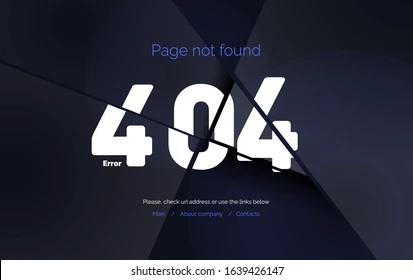 Page not found
404
Error
Please, check url address or use the links below
Main / About company / Contacts
shutterstock.com · 1639426147